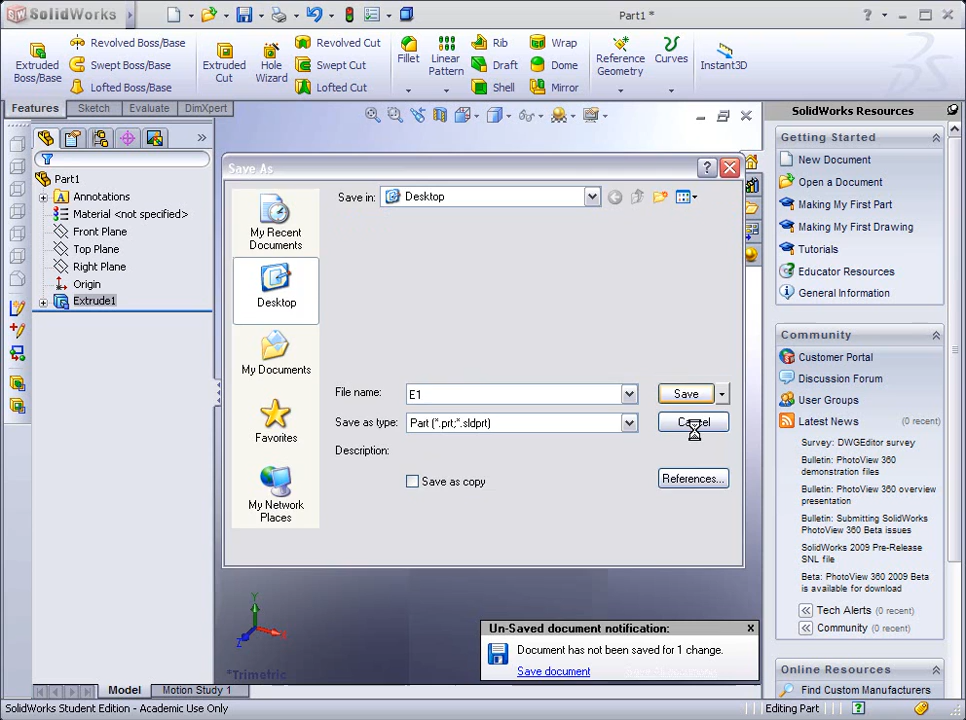 SolidWorks
Part1 *
Extruded
Boss/Base
Revolved Boss/Base
Swept Boss/Base
Lofted Boss/Base
Extruded
Cut
Hole
Wizard
Revolved Cut
Swept Cut
Lofted Cut
Fillet
Linear
Pattern
Rib
Draft
Shell
Wrap
Dome
Mirror
Reference
Geometry
Curves
Instant3D
Features
Sketch
Evaluate
DimXpert
Part1
Annotations
Material <not specified>
Front Plane
Top Plane
Right Plane
Origin
Extrude1
Save As
Save in:
Desktop
My Recent
Documents
Desktop
My Documents
Favorites
My Network
Places
File name:
E1
Save
Save as type:
Part (*.prt;*.sldprt)
Cancel
Description:
Save as copy
References...
SolidWorks Resources
Getting Started
New Document
Open a Document
Making My First Part
Making My First Drawing
Tutorials
Educator Resources
General Information
Community
Customer Portal
Discussion Forum
User Groups
Latest News (0 recent)
Survey: DWGEditor survey
Bulletin: PhotoView 360
demonstration files
Bulletin: PhotoView 360 overview
presentation
Bulletin: Submitting SolidWorks
PhotoView 360 Beta issues
SolidWorks 2009 Pre-Release
SNL file
Beta: PhotoView 360 2009 Beta
is available for download
Tech Alerts (0 recent)
Community (0 recent)
Online Resources
Find Custom Manufacturers
Y
X
Z
*Trimetric
Un-Saved document notification:
Document has not been saved for 1 change.
Save document
Model
Motion Study 1
SolidWorks Student Edition - Academic Use Only
Editing Part